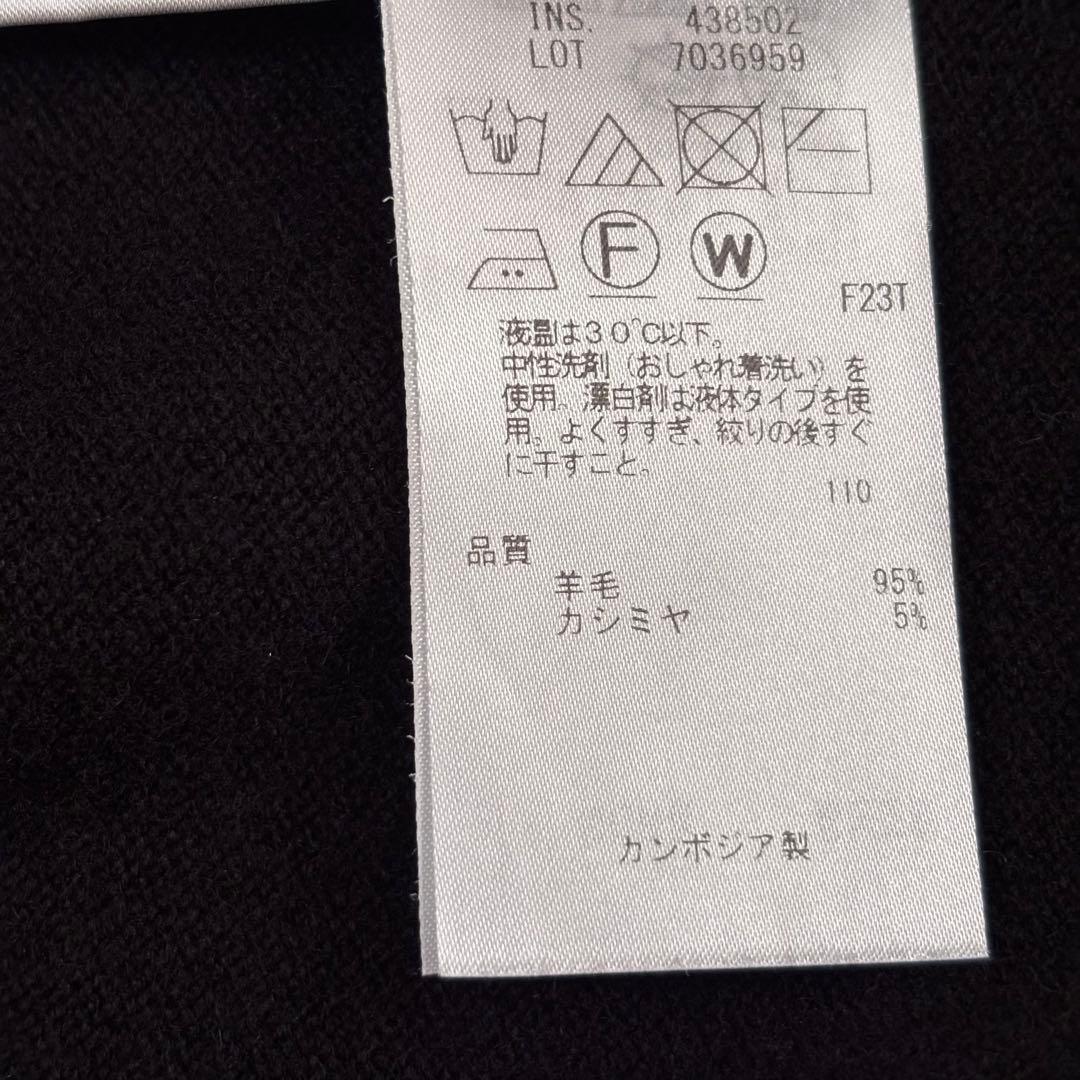 INS. 438502
LOT 7036959
F
W
F23T
液温は30℃以下。
中性洗剤（おしゃれ着洗い）を
使用。漂白剤は液体タイプを使
用。よくすすぎ、絞りの後すぐ
に干すこと。
110
品質
羊毛 95%
カシミヤ 5%
カンボジア製